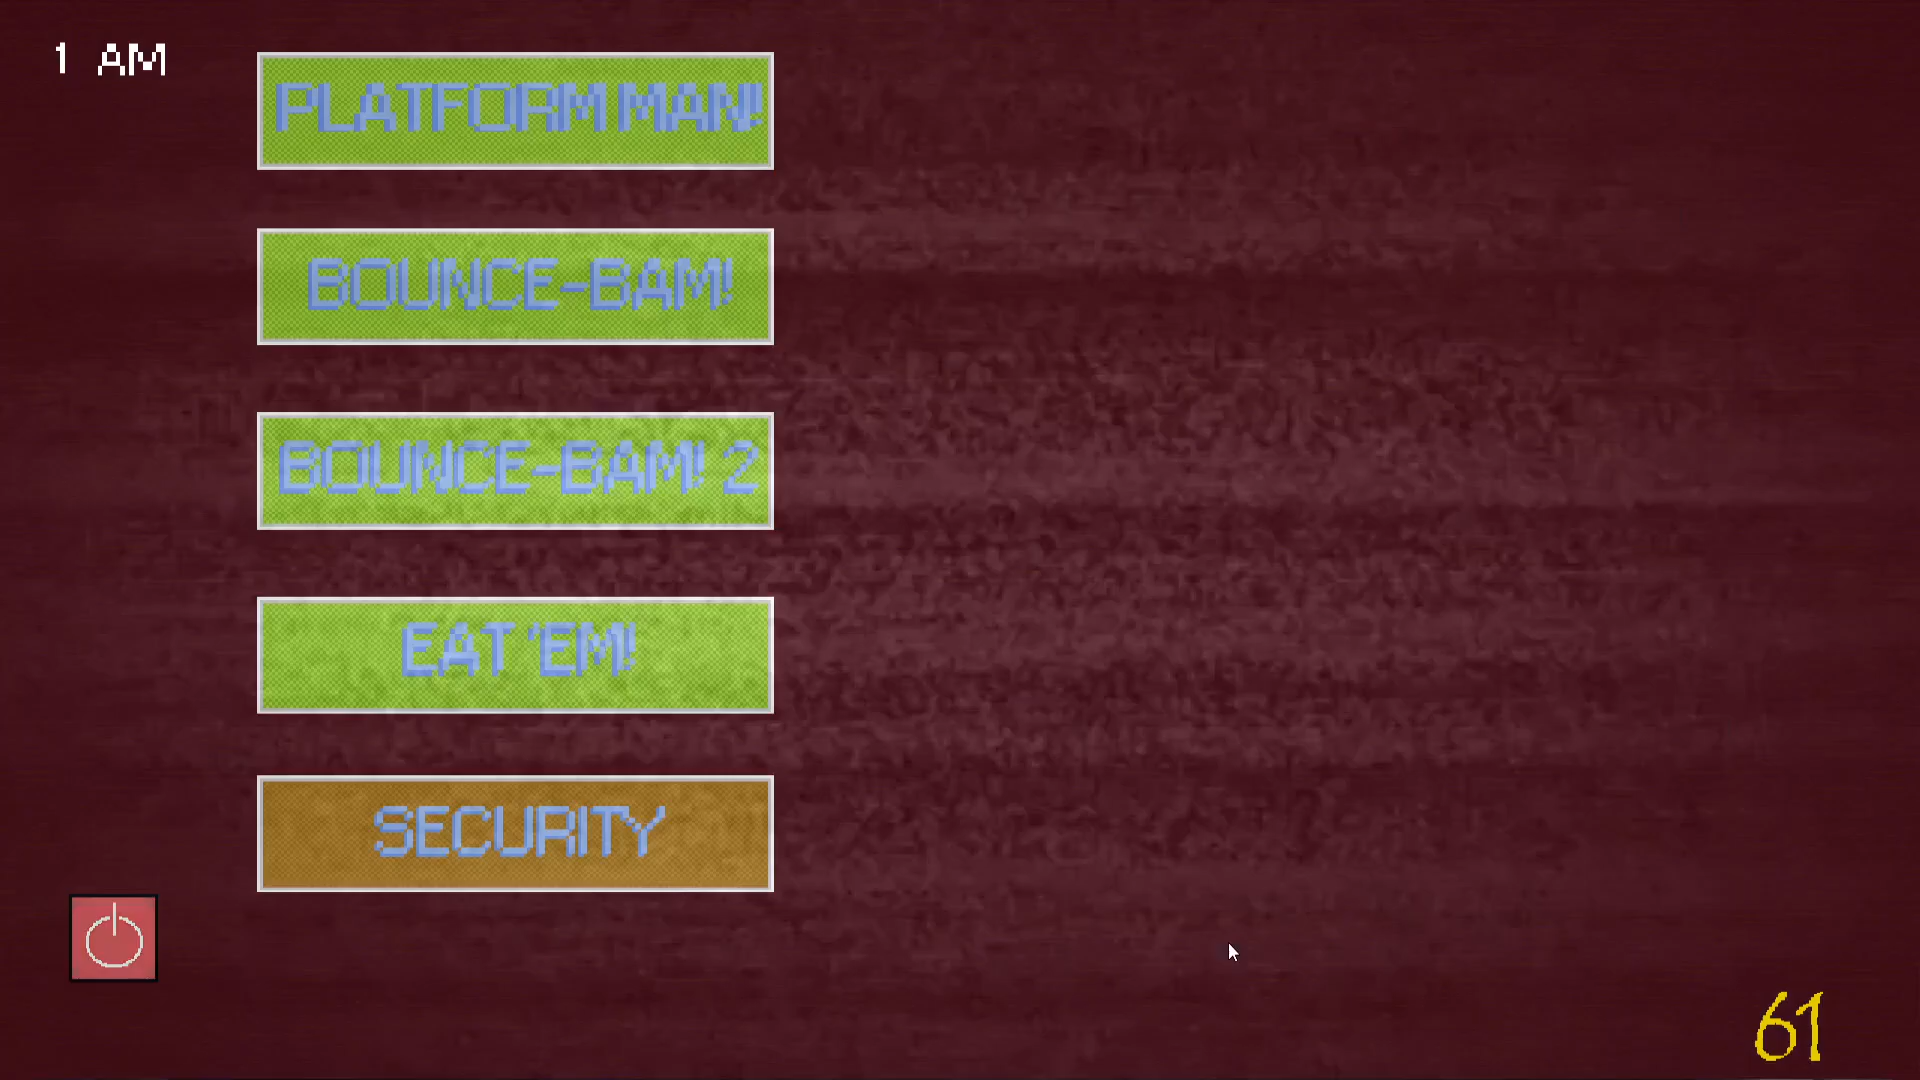 1 AM
PLATFORM MAN!
BOUNCE-BAM!
BOUNCE-BAM! 2
EAT 'EM!
SECURITY
61